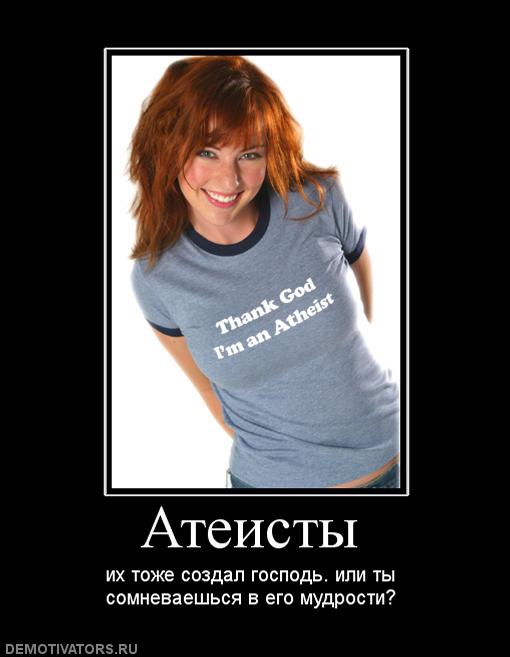 Thank God
I'm an Atheist
Атеисты
их тоже создал господь. или ты
сомневаешься в его мудрости?
DEMOTIVATORS.RU